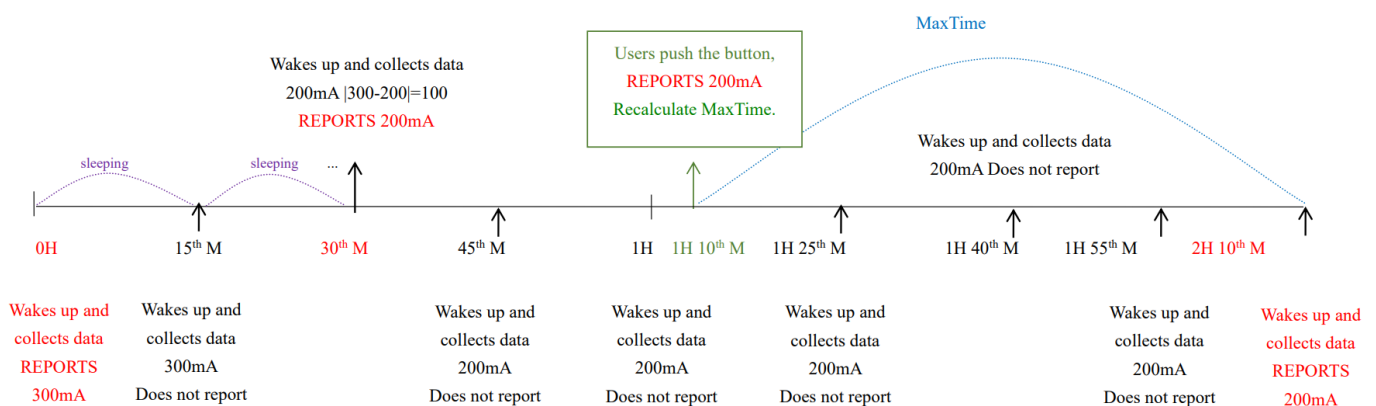 MaxTime
Wakes up and collects data
200mA |300-200|=100
REPORTS 200mA
Users push the button,
REPORTS 200mA
Recalculate MaxTime.
Wakes up and collects data
200mA Does not report
sleeping
sleeping
...
0H
15th M
30th M
45th M
1H
1H 10th M
1H 25th M
1H 40th M
1H 55th M
2H 10th M
Wakes up and
collects data
REPORTS
300mA
Wakes up and
collects data
300mA
Does not report
Wakes up and
collects data
200mA
Does not report
Wakes up and
collects data
200mA
Does not report
Wakes up and
collects data
200mA
Does not report
Wakes up and
collects data
200mA
Does not report
Wakes up and
collects data
REPORTS
200mA